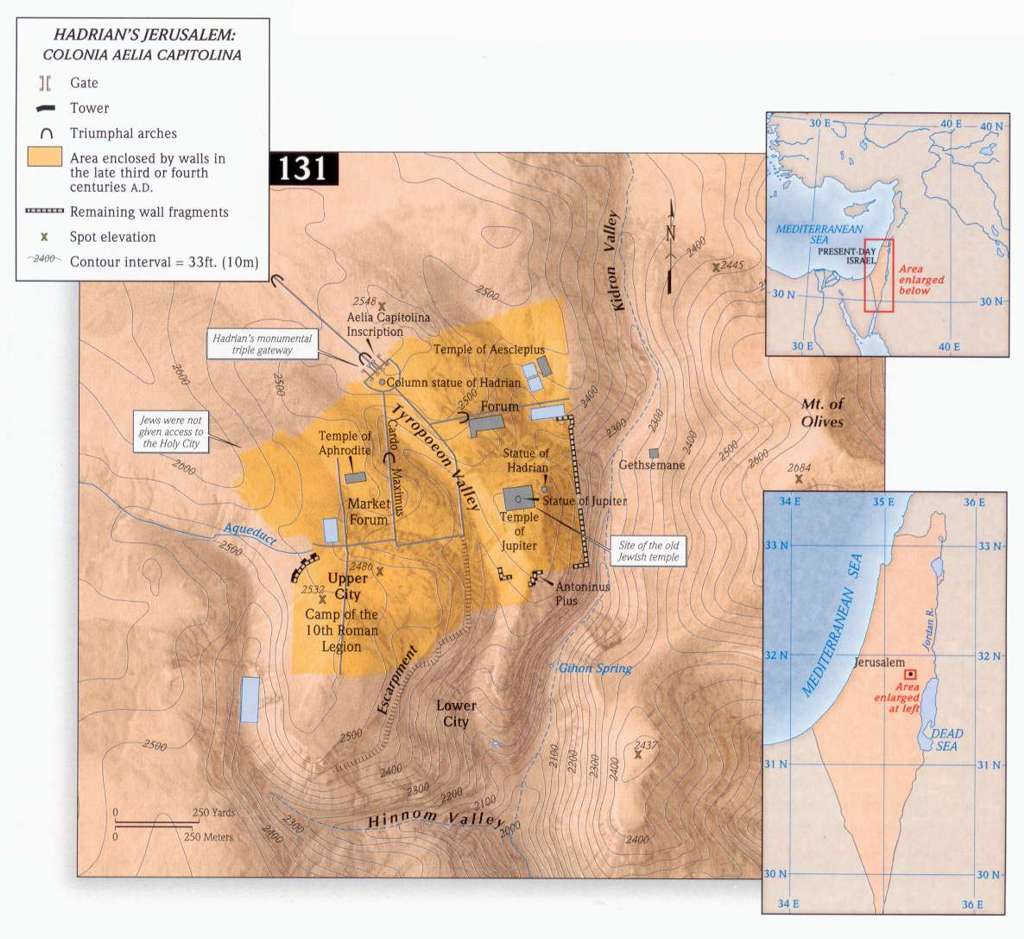 HADRIAN'S JERUSALEM:
COLONIA AELIA CAPITOLINA
Gate
Tower
Triumphal arches
Area enclosed by walls in
the late third or fourth
centuries A.D.
Remaining wall fragments
Spot elevation
2400
Contour interval = 33ft. (10m)
131
30 E
40 E
40 N
MEDITERRANEAN
SEA
PRESENT-DAY
ISRAEL
Area
enlarged
below
30 N
30 N
30 E
40 E
N
Kidron Valley
2400
2445
2500
2548
Aelia Capitolina
Inscription
Hadrian's monumental
triple gateway
Temple of Aescleplus
Column statue of Hadrian
2600
2500
2500
2400
Forum
Tyropoeon Valley
Cardo
Maximus
Jews were not
given access to
the Holy City
2600
Temple of
Aphrodite
Market
Forum
Statue of
Hadrian
Statue of Jupiter
Temple
of
Jupiter
Site of the old
Jewish temple
2300
2300
2400
2500
2600
Gethsemane
Mt. of
Olives
2684
Aqueduct
2500
2486
Upper
City
2532
Camp of the
10th Roman
Legion
Antoninus
Pius
Gihon Spring
Escarpment
Lower
City
2500
2500
2400
2300
2200
2100
2000
2100
2200
2300
2400
2437
2400
2300
2400
Hinnom Valley
0 250 Yards
0 250 Meters
34 E
35 E
36 E
33 N
33 N
MEDITERRANEAN SEA
Jordan R.
32 N
32 N
Jerusalem
Area
enlarged
at left
DEAD
SEA
31 N
31 N
30 N
30 N
34 E
36 E